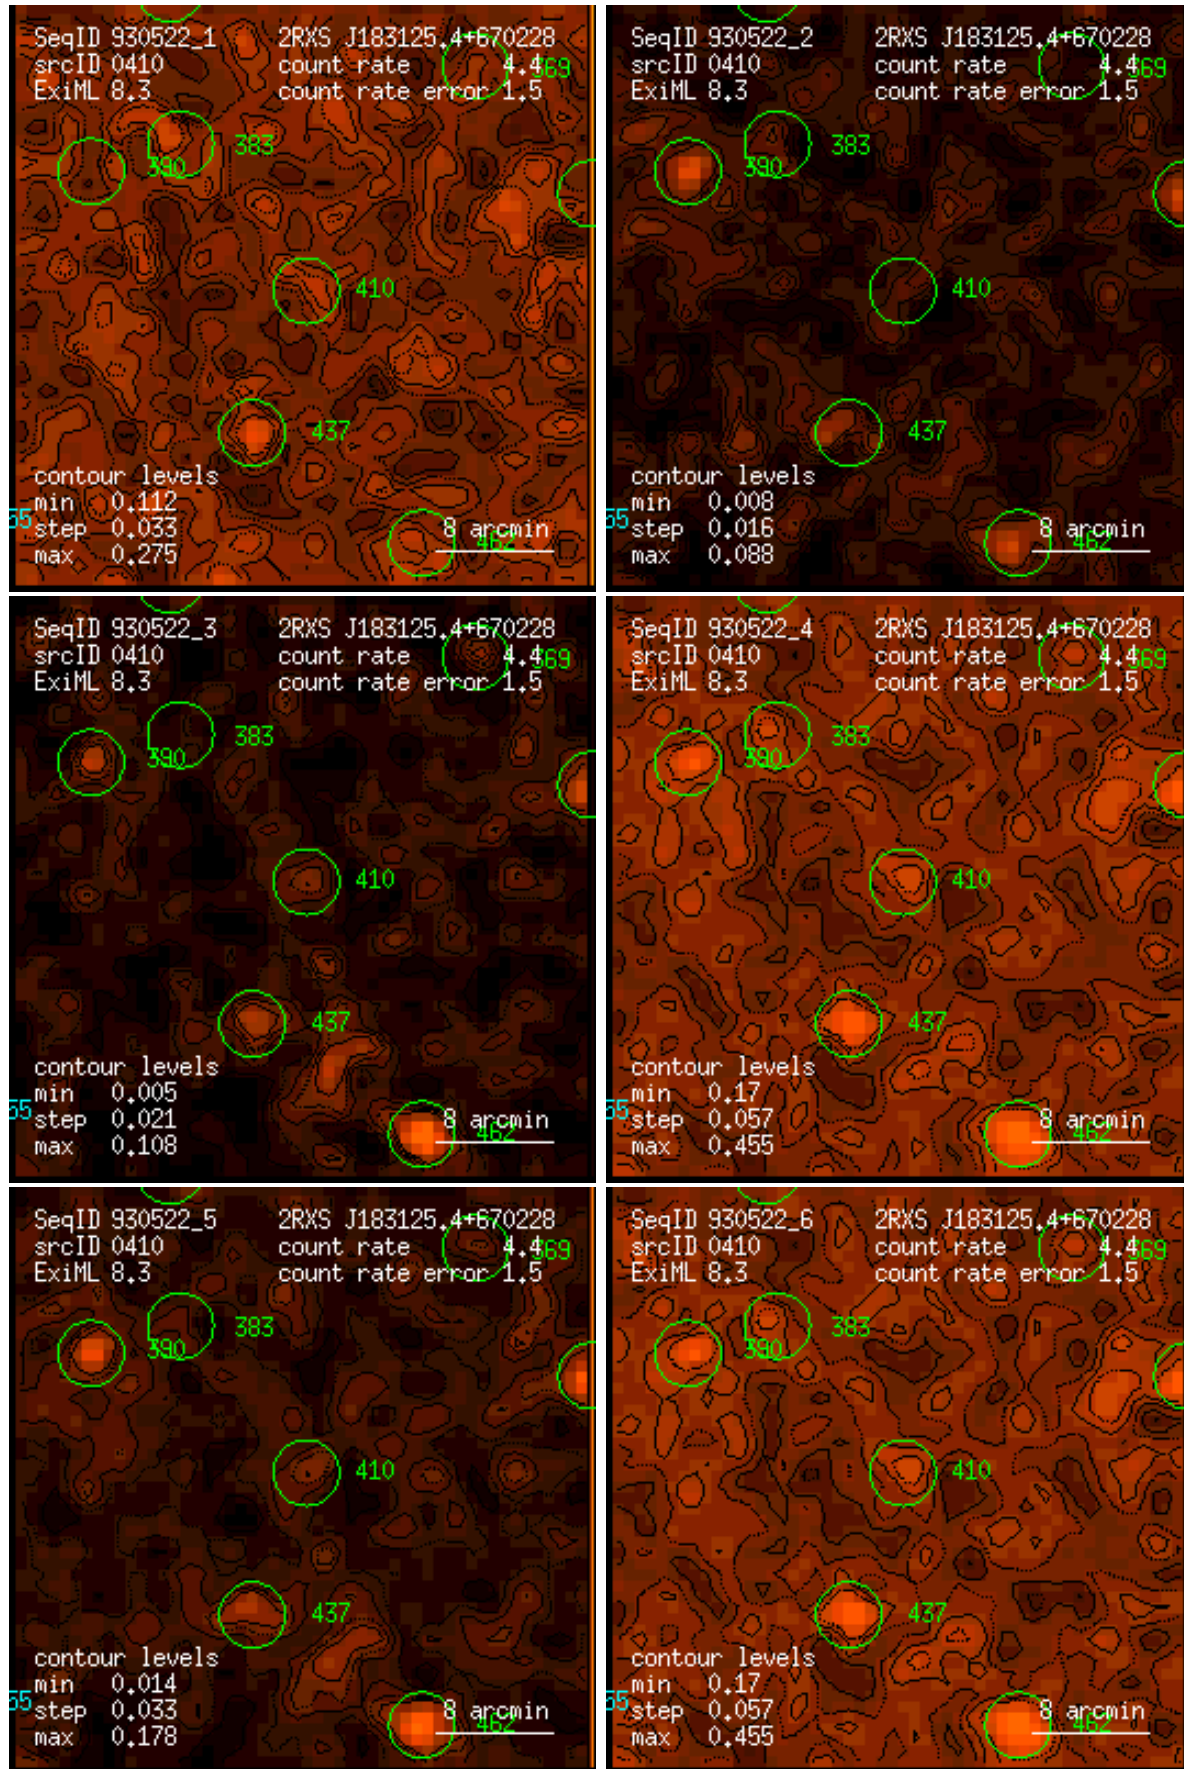 SeqID 930522_1 2RXS J183125.4+670228
srcID 0410 count rate 4.4 369
ExiML 8.3 count rate error 1.5
383
390
410
437
contour levels
min 0.112
55 step 0.033 8 arcmin
462
max 0.275
SeqID 930522_2 2RXS J183125.4+670228
srcID 0410 count rate 4.4 369
ExiML 8.3 count rate error 1.5
383
390
410
437
contour levels
min 0.008
55 step 0.016 8 arcmin
462
max 0.088
SeqID 930522_3 2RXS J183125.4+670228
srcID 0410 count rate 4.4 369
ExiML 8.3 count rate error 1.5
383
390
410
437
contour levels
min 0.005
55 step 0.021 8 arcmin
462
max 0.108
SeqID 930522_4 2RXS J183125.4+670228
srcID 0410 count rate 4.4 369
ExiML 8.3 count rate error 1.5
383
390
410
437
contour levels
min 0.17
55 step 0.057 8 arcmin
462
max 0.455
SeqID 930522_5 2RXS J183125.4+670228
srcID 0410 count rate 4.4 369
ExiML 8.3 count rate error 1.5
383
390
410
437
contour levels
min 0.014
55 step 0.033 8 arcmin
462
max 0.178
SeqID 930522_6 2RXS J183125.4+670228
srcID 0410 count rate 4.4 369
ExiML 8.3 count rate error 1.5
383
390
410
437
contour levels
min 0.17
55 step 0.057 8 arcmin
462
max 0.455